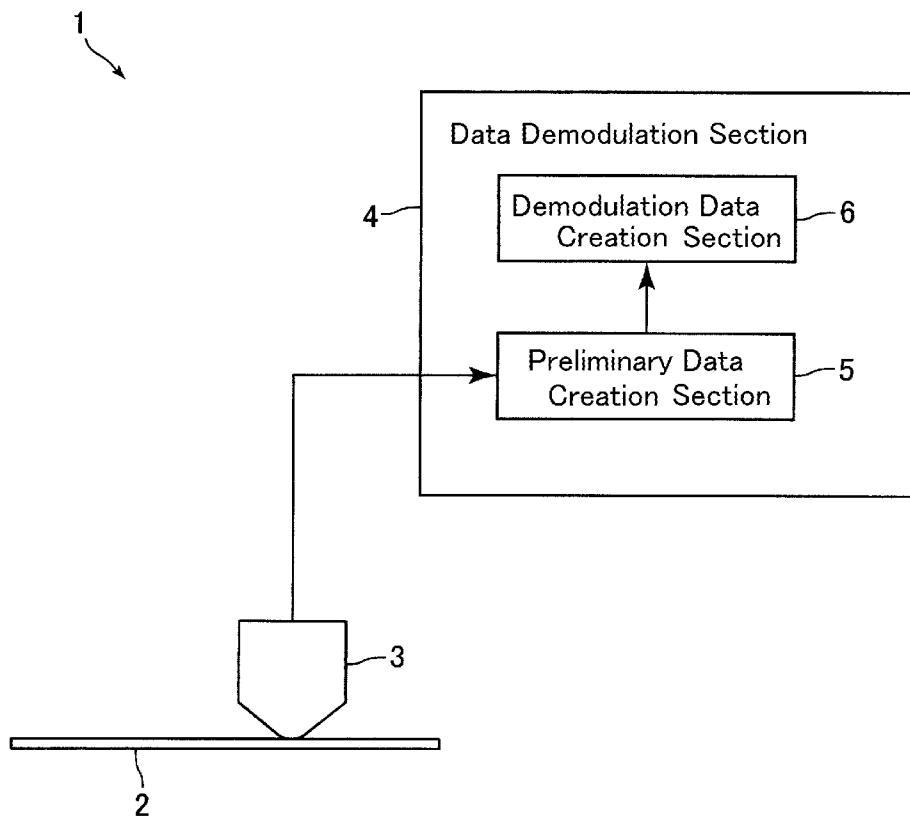 1
Data Demodulation Section
4
Demodulation Data
Creation Section
6
Preliminary Data
Creation Section
5
3
2